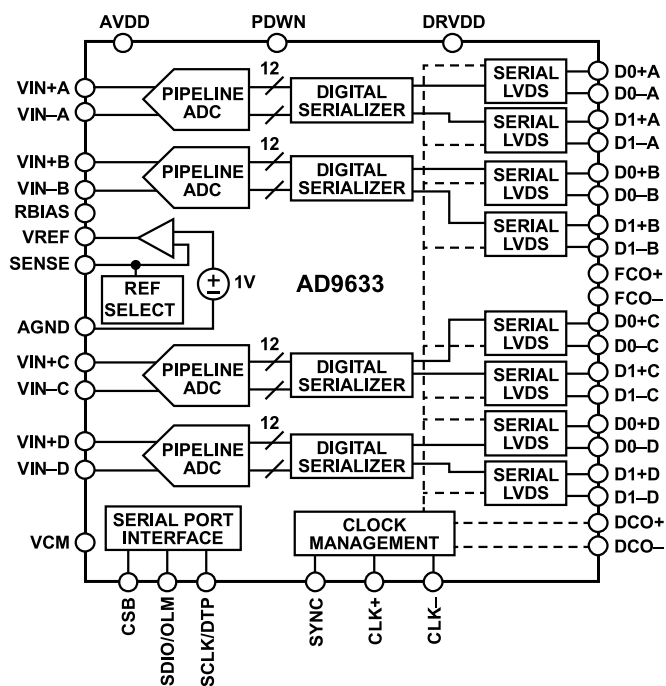 AVDD
PDWN
DRVDD
VIN+A
VIN–A
VIN+B
VIN–B
RBIAS
VREF
SENSE
AGND
VIN+C
VIN–C
VIN+D
VIN–D
VCM
PIPELINE
ADC
12
DIGITAL
SERIALIZER
SERIAL
LVDS
SERIAL
LVDS
PIPELINE
ADC
12
DIGITAL
SERIALIZER
SERIAL
LVDS
SERIAL
LVDS
REF
SELECT
1V
AD9633
PIPELINE
ADC
12
DIGITAL
SERIALIZER
SERIAL
LVDS
SERIAL
LVDS
PIPELINE
ADC
12
DIGITAL
SERIALIZER
SERIAL
LVDS
SERIAL
LVDS
SERIAL PORT
INTERFACE
CLOCK
MANAGEMENT
D0+A
D0–A
D1+A
D1–A
D0+B
D0–B
D1+B
D1–B
FCO+
FCO–
D0+C
D0–C
D1+C
D1–C
D0+D
D0–D
D1+D
D1–D
DCO+
DCO–
CSB
SDIO/OLM
SCLK/DTP
SYNC
CLK+
CLK–